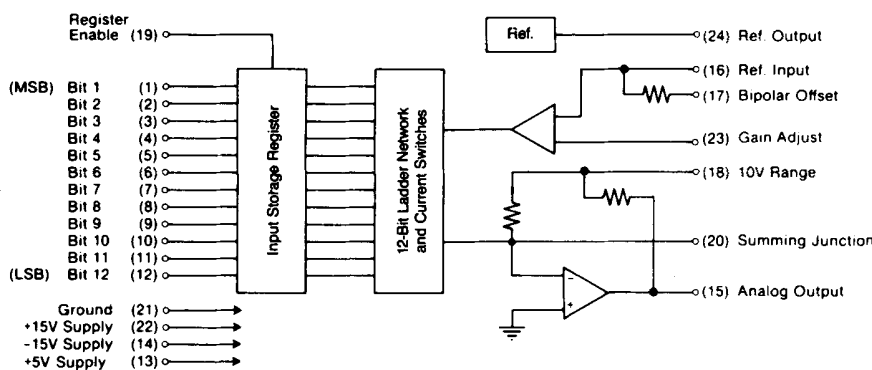 Register
Enable (19)
(MSB) Bit 1 (1)
Bit 2 (2)
Bit 3 (3)
Bit 4 (4)
Bit 5 (5)
Bit 6 (6)
Bit 7 (7)
Bit 8 (8)
Bit 9 (9)
Bit 10 (10)
Bit 11 (11)
(LSB) Bit 12 (12)
Ground (21)
+15V Supply (22)
-15V Supply (14)
+5V Supply (13)
Input Storage Register
12-Bit Ladder Network
and Current Switches
Ref.
(24) Ref. Output
(16) Ref. Input
(17) Bipolar Offset
(23) Gain Adjust
(18) 10V Range
(20) Summing Junction
(15) Analog Output
-
+